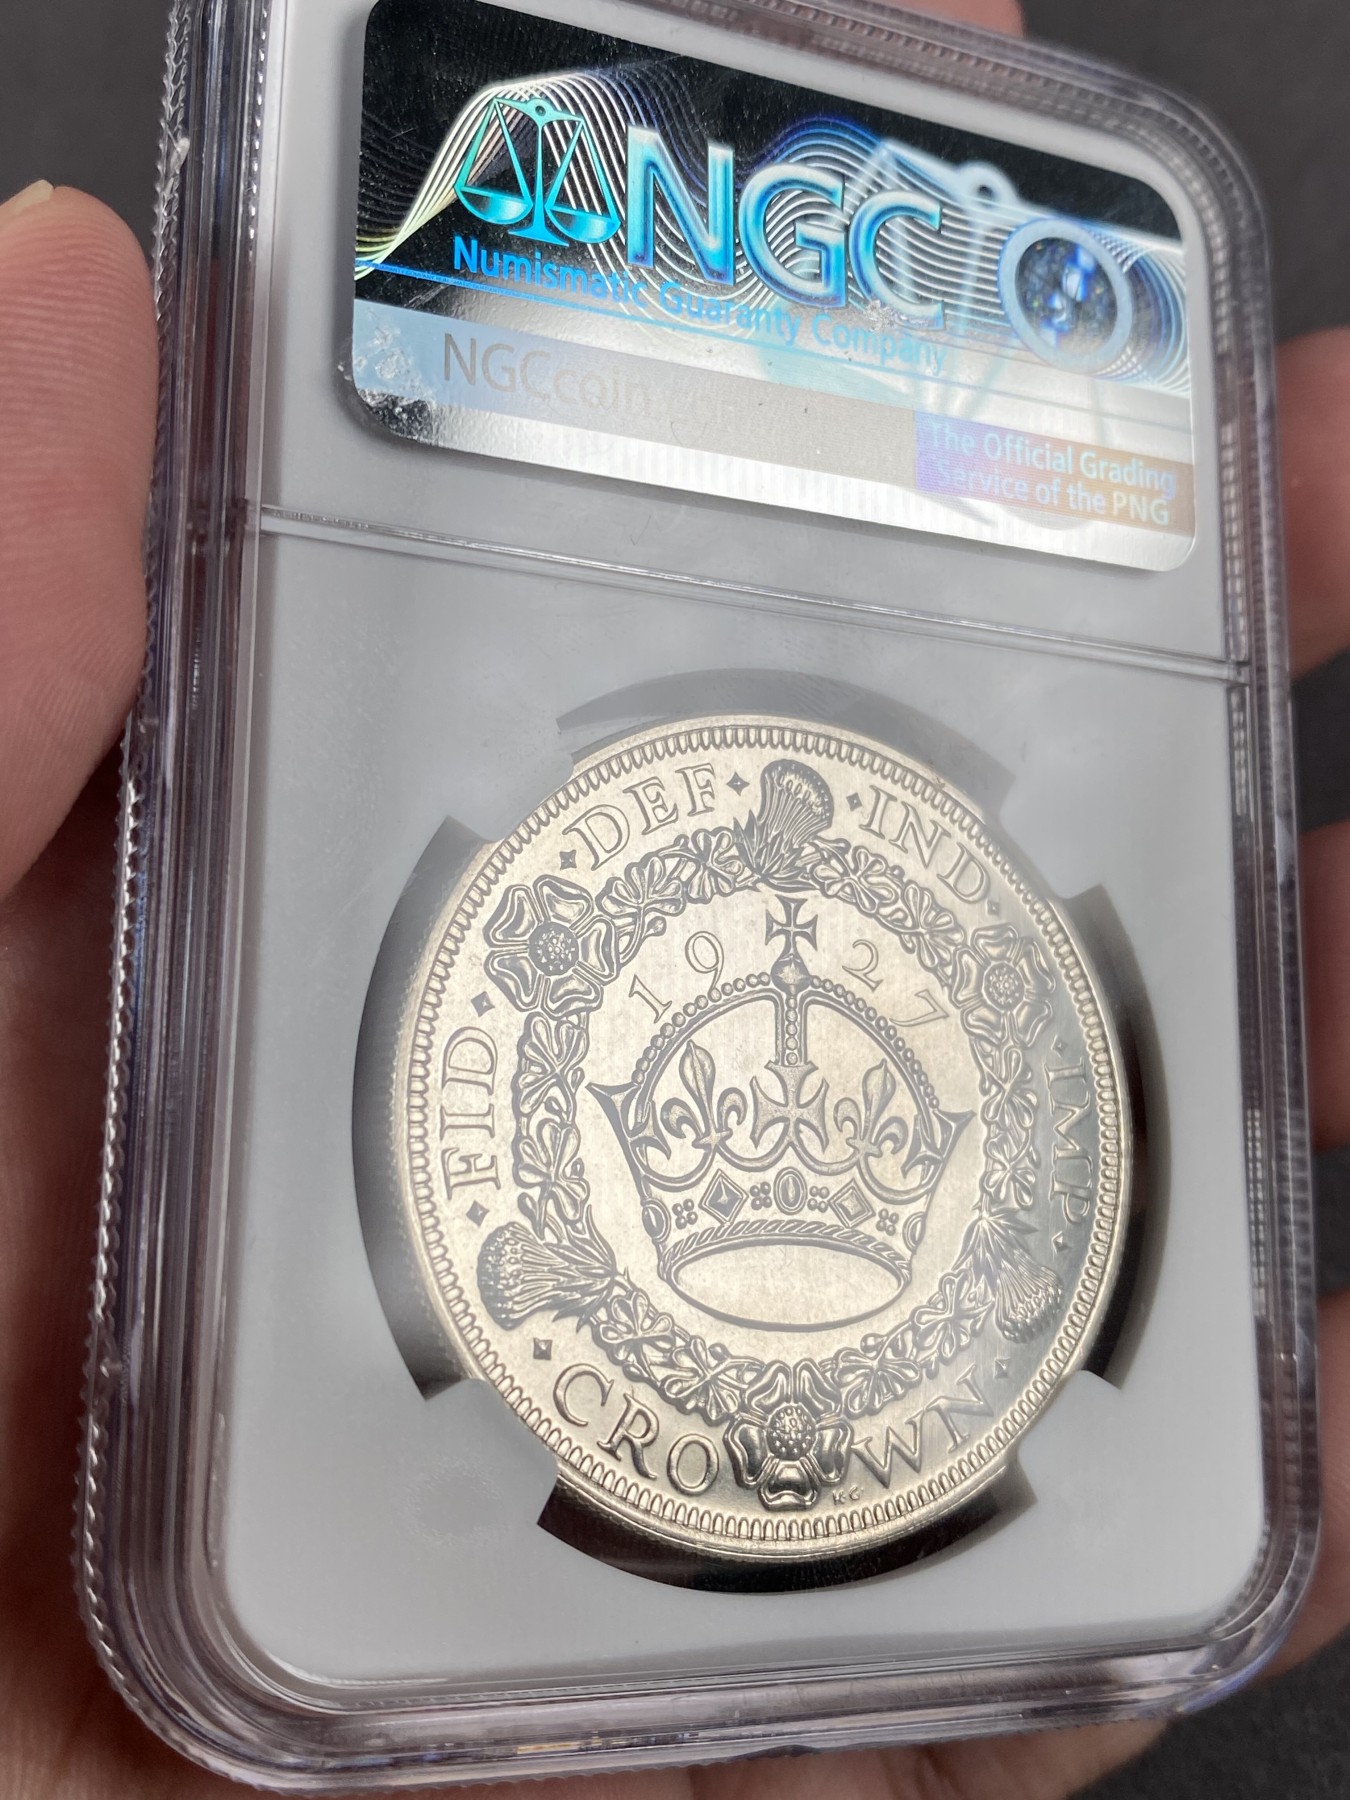 NGC
Numismatic Guaranty Company
NGCcoin
The Official Grading
Service of the PNG
· FID · DEF · IND · IMP ·
1927
· CROWN ·
KG